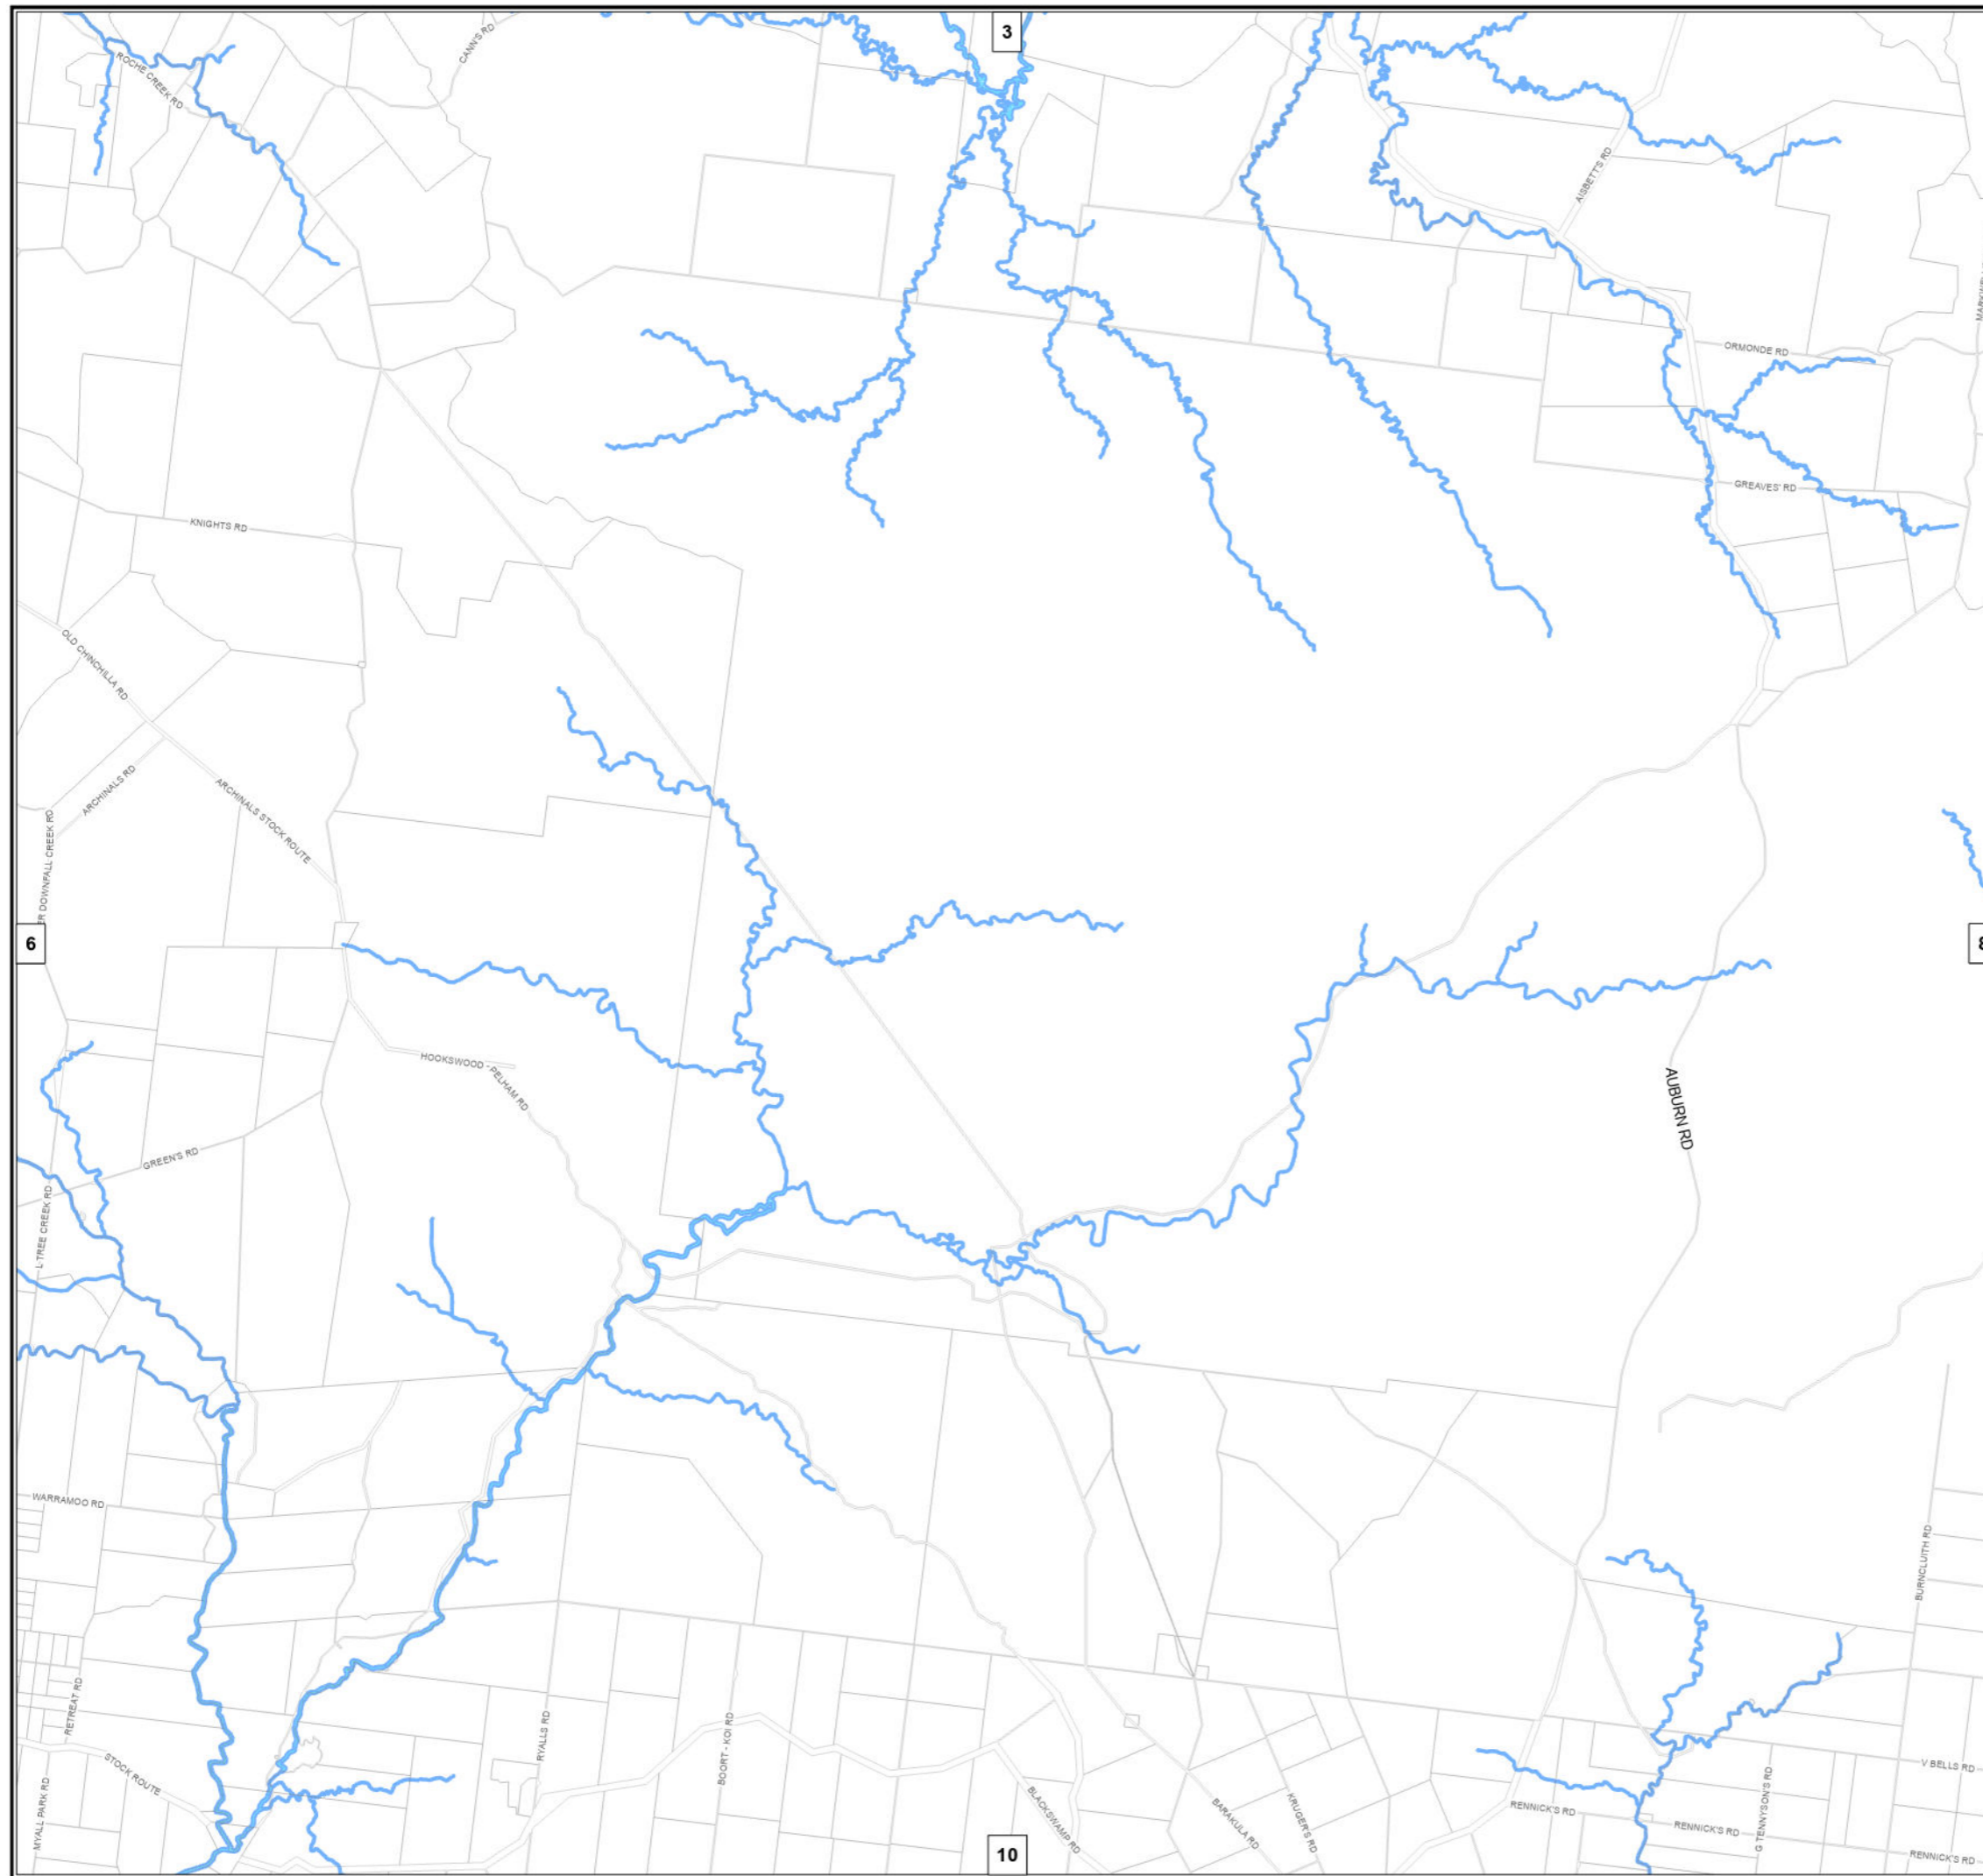 3
CANN'S RD
ROCHE CREEK RD
AISBETTS RD
ORMONDE RD
GREAVES' RD
KNIGHTS RD
OLD CHINCHILLA RD
ARCHINALS RD
ARCHINALS STOCK ROUTE
DOWNFALL CREEK RD
6
8
HOOKSWOOD - PELHAM RD
AUBURN RD
GREEN'S RD
L-TREE CREEK RD
WARRAMOO RD
BURNCLUITH RD
RETREAT RD
RYALLS RD
BOORT - KOI RD
STOCK ROUTE
MYALL PARK RD
BLACKSWAMP RD
BARAKULA RD
KRUGER'S RD
V BELLS RD
G TENNYSON'S RD
RENNICK'S RD
RENNICK'S RD
RENNICK'S RD
10